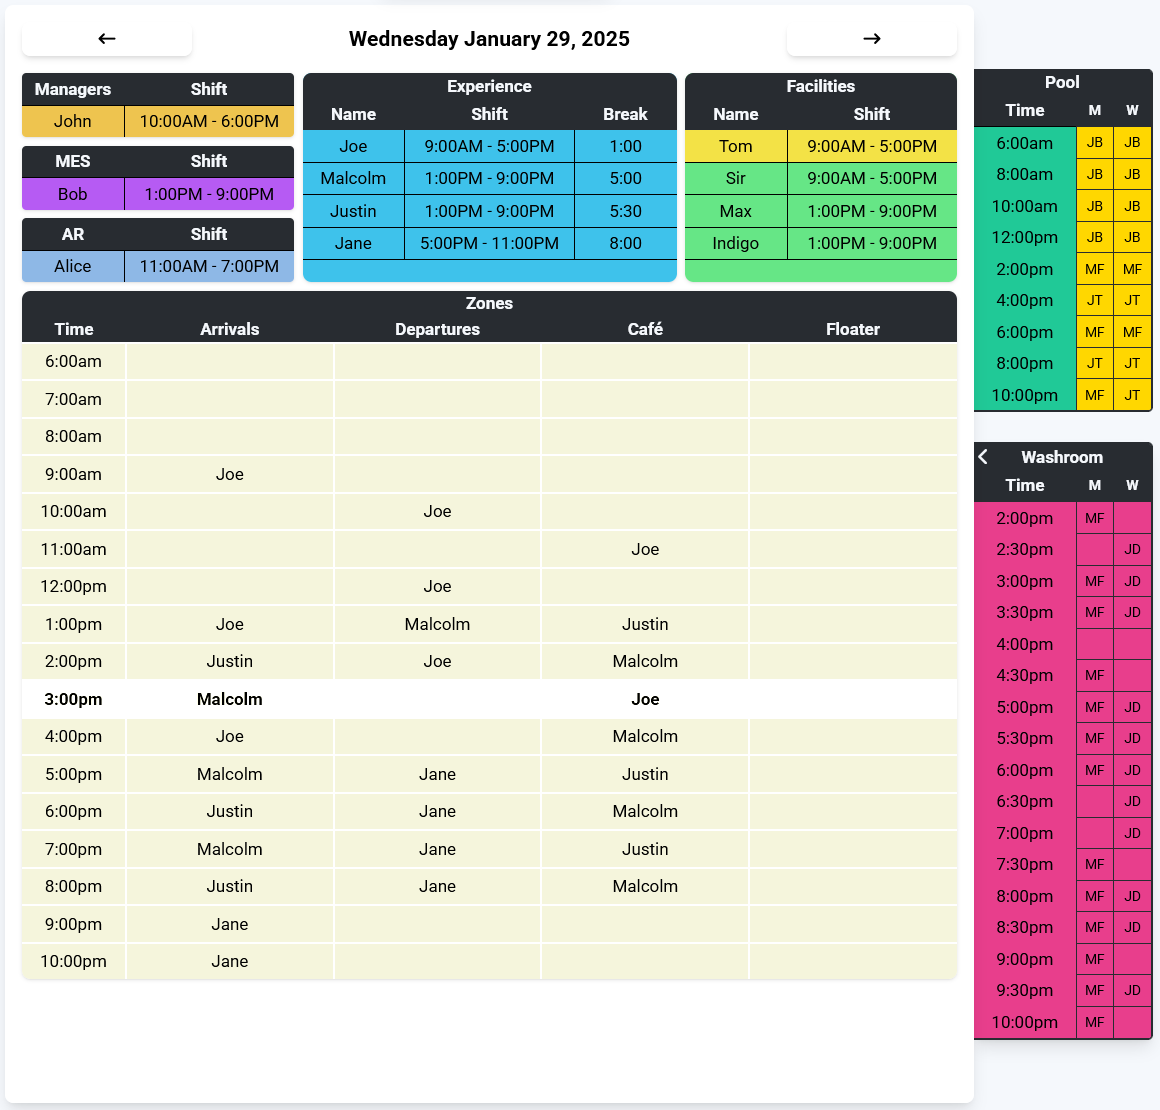 ← Wednesday January 29, 2025 →
Managers Shift
John 10:00AM - 6:00PM
MES Shift
Bob 1:00PM - 9:00PM
AR Shift
Alice 11:00AM - 7:00PM
Experience
Name Shift Break
Joe 9:00AM - 5:00PM 1:00
Malcolm 1:00PM - 9:00PM 5:00
Justin 1:00PM - 9:00PM 5:30
Jane 5:00PM - 11:00PM 8:00
Facilities
Name Shift
Tom 9:00AM - 5:00PM
Sir 9:00AM - 5:00PM
Max 1:00PM - 9:00PM
Indigo 1:00PM - 9:00PM
Zones
Time Arrivals Departures Café Floater
6:00am
7:00am
8:00am
9:00am Joe
10:00am Joe
11:00am Joe
12:00pm Joe
1:00pm Joe Malcolm Justin
2:00pm Justin Joe Malcolm
3:00pm Malcolm Joe
4:00pm Joe Malcolm
5:00pm Malcolm Jane Justin
6:00pm Justin Jane Malcolm
7:00pm Malcolm Jane Justin
8:00pm Justin Jane Malcolm
9:00pm Jane
10:00pm Jane
Pool
Time M W
6:00am JB JB
8:00am JB JB
10:00am JB JB
12:00pm JB JB
2:00pm MF MF
4:00pm JT JT
6:00pm MF MF
8:00pm JT JT
10:00pm MF JT
Washroom
Time M W
2:00pm MF
2:30pm JD
3:00pm MF JD
3:30pm MF JD
4:00pm
4:30pm MF
5:00pm MF JD
5:30pm MF JD
6:00pm MF JD
6:30pm JD
7:00pm JD
7:30pm MF
8:00pm MF JD
8:30pm MF JD
9:00pm MF
9:30pm MF JD
10:00pm MF